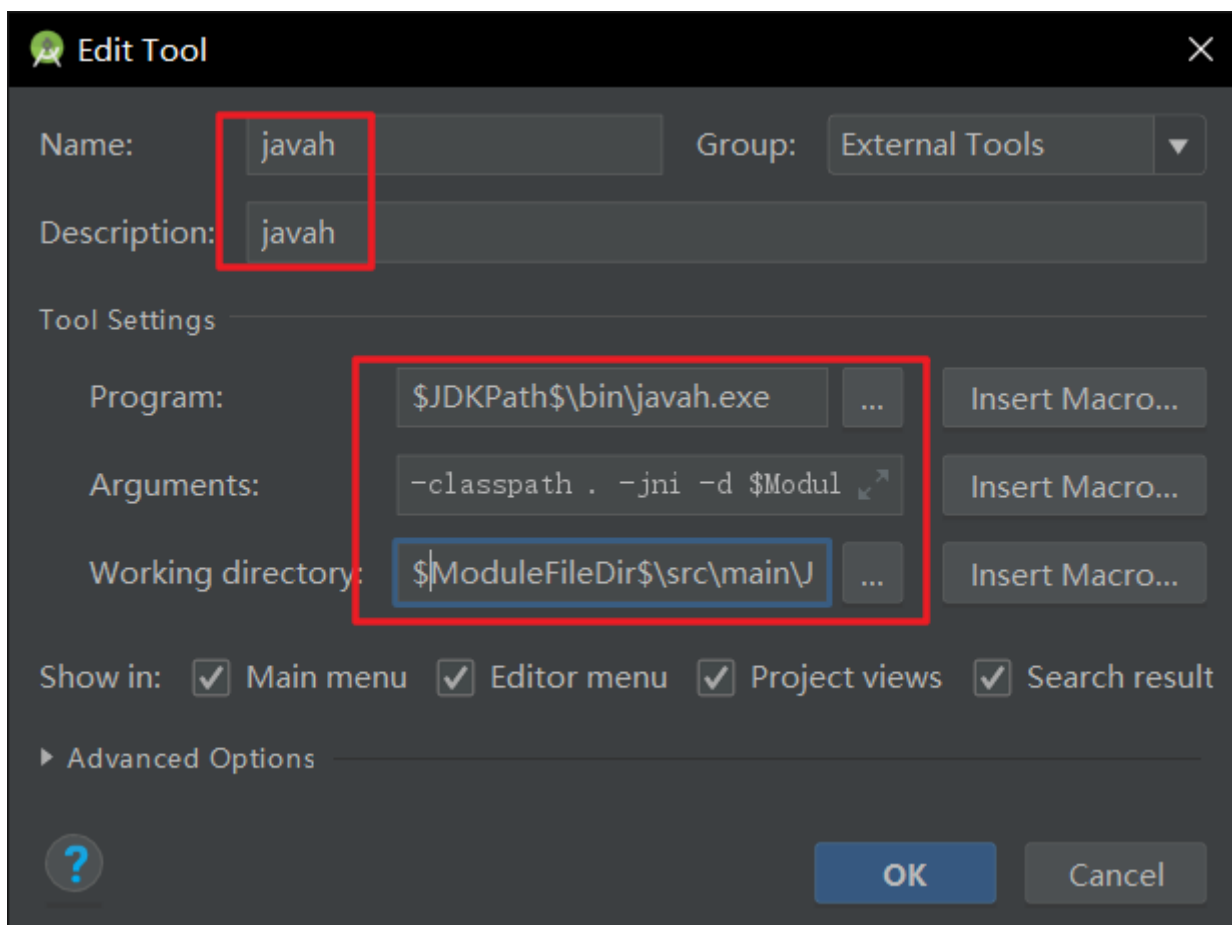 Edit Tool
Name: javah Group: External Tools
Description: javah
Tool Settings
Program: $JDKPath$\bin\javah.exe ... Insert Macro...
Arguments: -classpath . -jni -d $Modul Insert Macro...
Working directory: $ModuleFileDir$\src\main\J ... Insert Macro...
Show in: Main menu Editor menu Project views Search result
Advanced Options
? OK Cancel